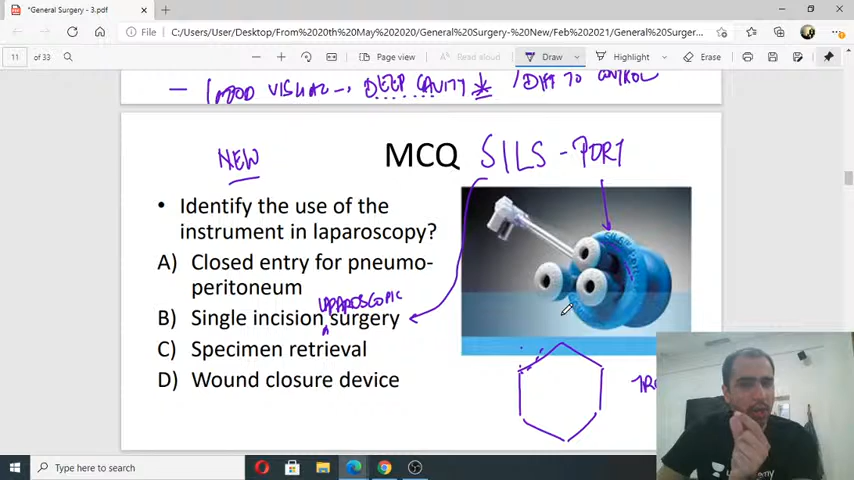 *General Surgery - 3.pdf
File
C:/Users/User/Desktop/From%2020th%20May%202020/General%20Surgery-%20New/Feb%202021/General%20Surger...
11 of 33
Page view
Read aloud
Draw
Highlight
Erase
DEEP CAVITY / DIFF TO CONTROL
NEW
MCQ SILS - PORT
• Identify the use of the
instrument in laparoscopy?
A) Closed entry for pneumo-
peritoneum
LAPAROSCOPIC
B) Single incision surgery
C) Specimen retrieval
D) Wound closure device
Type here to search